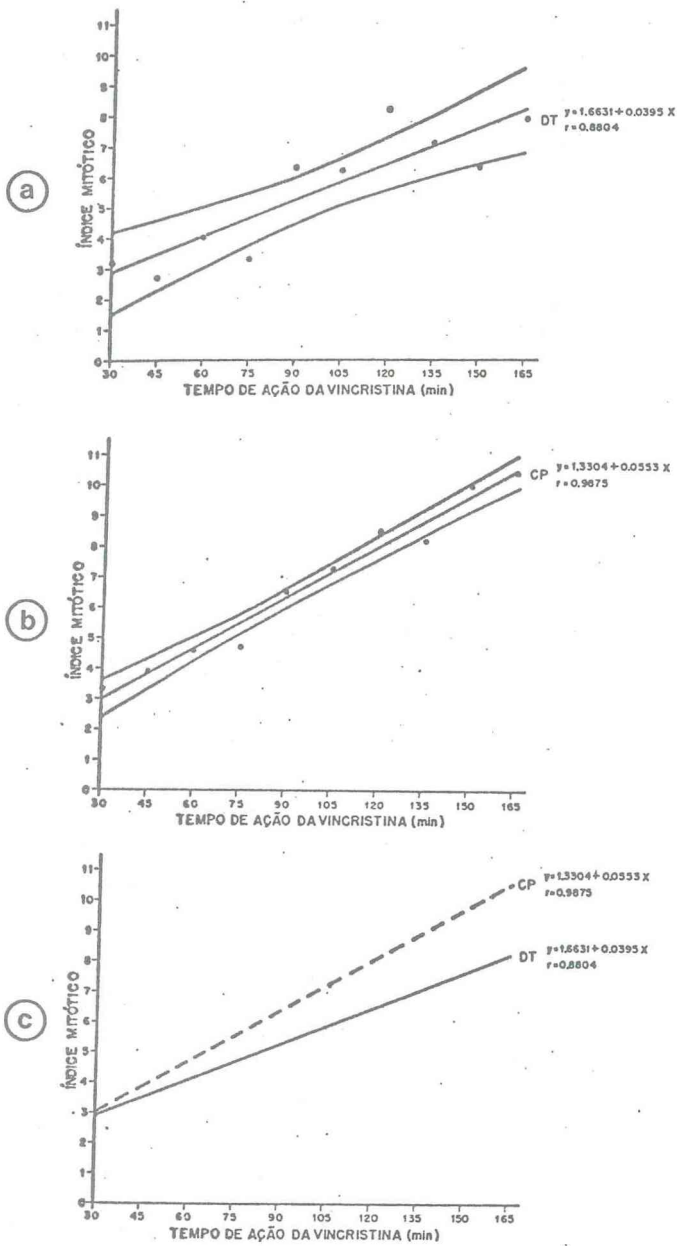 a
ÍNDICE MITÓTICO
11
10
9
8
7
6
5
4
3
2
1
0
30 45 60 75 90 105 120 135 150 165
TEMPO DE AÇÃO DA VINCRISTINA (min)
DT y=1,6631+0,0395 X
r=0,8804
b
ÍNDICE MITÓTICO
11
10
9
8
7
6
5
4
3
2
1
0
30 45 60 75 90 105 120 135 150 165
TEMPO DE AÇÃO DA VINCRISTINA (min)
CP y=1,3304+0,0553 X
r=0,9875
c
ÍNDICE MITÓTICO
11
10
9
8
7
6
5
4
3
2
1
0
30 45 60 75 90 105 120 135 150 165
TEMPO DE AÇÃO DA VINCRISTINA (min)
CP y=1,3304+0,0553 X
r=0,9875
DT y=1,6631+0,0395 X
r=0,8804